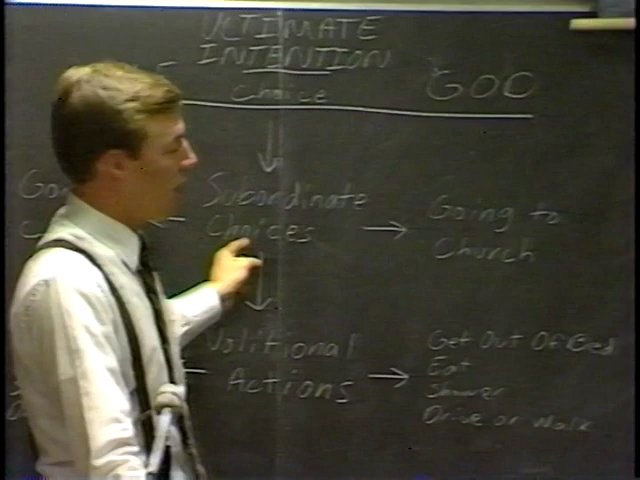 ULTIMATE
INTENTION
Choice
GOD
Subordinate
Choices
Going to
Church
Volitional
Actions
Get Out Of Bed
Eat
Shower
Drive or Walk